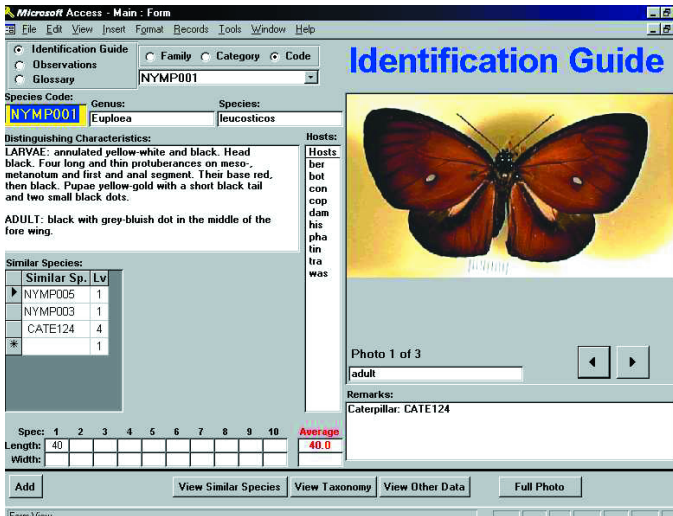 Microsoft Access - Main : Form
File Edit View Insert Format Records Tools Window Help
Identification Guide
Observations
Glossary
Family Category Code
NYMP001
Identification Guide
Species Code:
NYMP001
Genus:
Euploea
Species:
leucosticos
Distinguishing Characteristics:
LARVAE: annulated yellow-white and black. Head
black. Four long and thin protuberances on meso-,
metanotum and first and anal segment. Their base red,
then black. Pupae yellow-gold with a short black tail
and two small black dots.
ADULT: black with grey-bluish dot in the middle of the
fore wing.
Hosts:
Hosts
ber
bot
con
cop
dam
his
pha
tin
tra
was
Similar Species:
Similar Sp. Lv
NYMP005 1
NYMP003 1
CATE124 4
* 1
Photo 1 of 3
adult
Remarks:
Caterpillar: CATE124
Spec: 1 2 3 4 5 6 7 8 9 10 Average
Length: 40 40.0
Width:
Add View Similar Species View Taxonomy View Other Data Full Photo
Form View